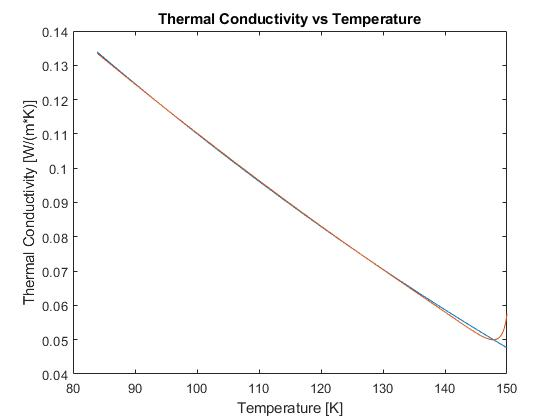 Thermal Conductivity vs Temperature
0.14
0.13
0.12
0.11
0.1
0.09
0.08
0.07
0.06
0.05
0.04
Thermal Conductivity [W/(m*K)]
80 90 100 110 120 130 140 150
Temperature [K]